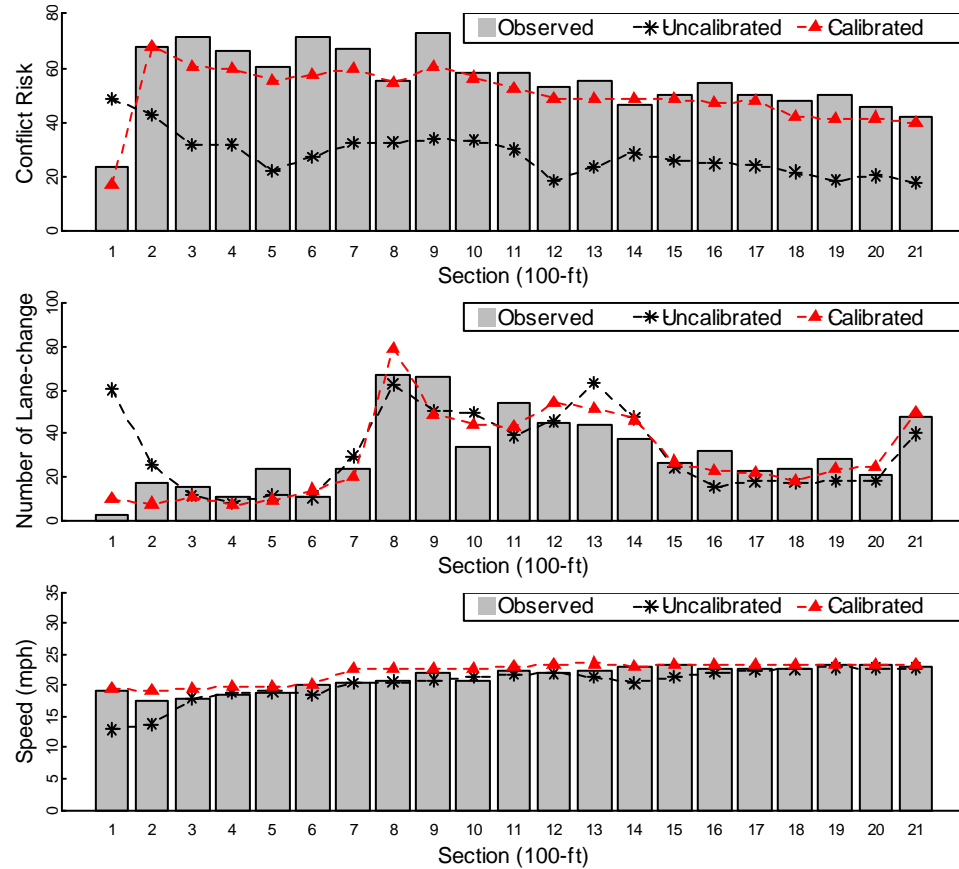 80
60
40
20
0
Conflict Risk
Observed Uncalibrated Calibrated
1 2 3 4 5 6 7 8 9 10 11 12 13 14 15 16 17 18 19 20 21
Section (100-ft)
100
80
60
40
20
0
Number of Lane-change
Observed Uncalibrated Calibrated
1 2 3 4 5 6 7 8 9 10 11 12 13 14 15 16 17 18 19 20 21
Section (100-ft)
35
30
25
20
15
10
5
0
Speed (mph)
Observed Uncalibrated Calibrated
1 2 3 4 5 6 7 8 9 10 11 12 13 14 15 16 17 18 19 20 21
Section (100-ft)